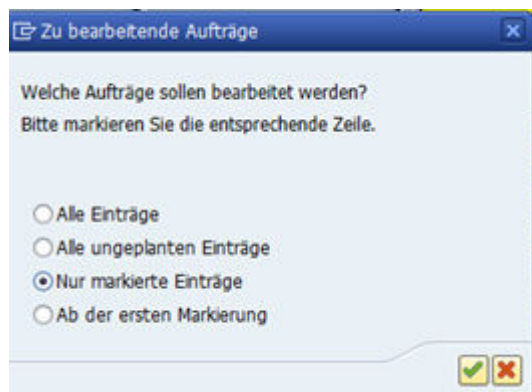 Zu bearbeitende Aufträge
Welche Aufträge sollen bearbeitet werden?
Bitte markieren Sie die entsprechende Zeile.
Alle Einträge
Alle ungeplanten Einträge
Nur markierte Einträge
Ab der ersten Markierung